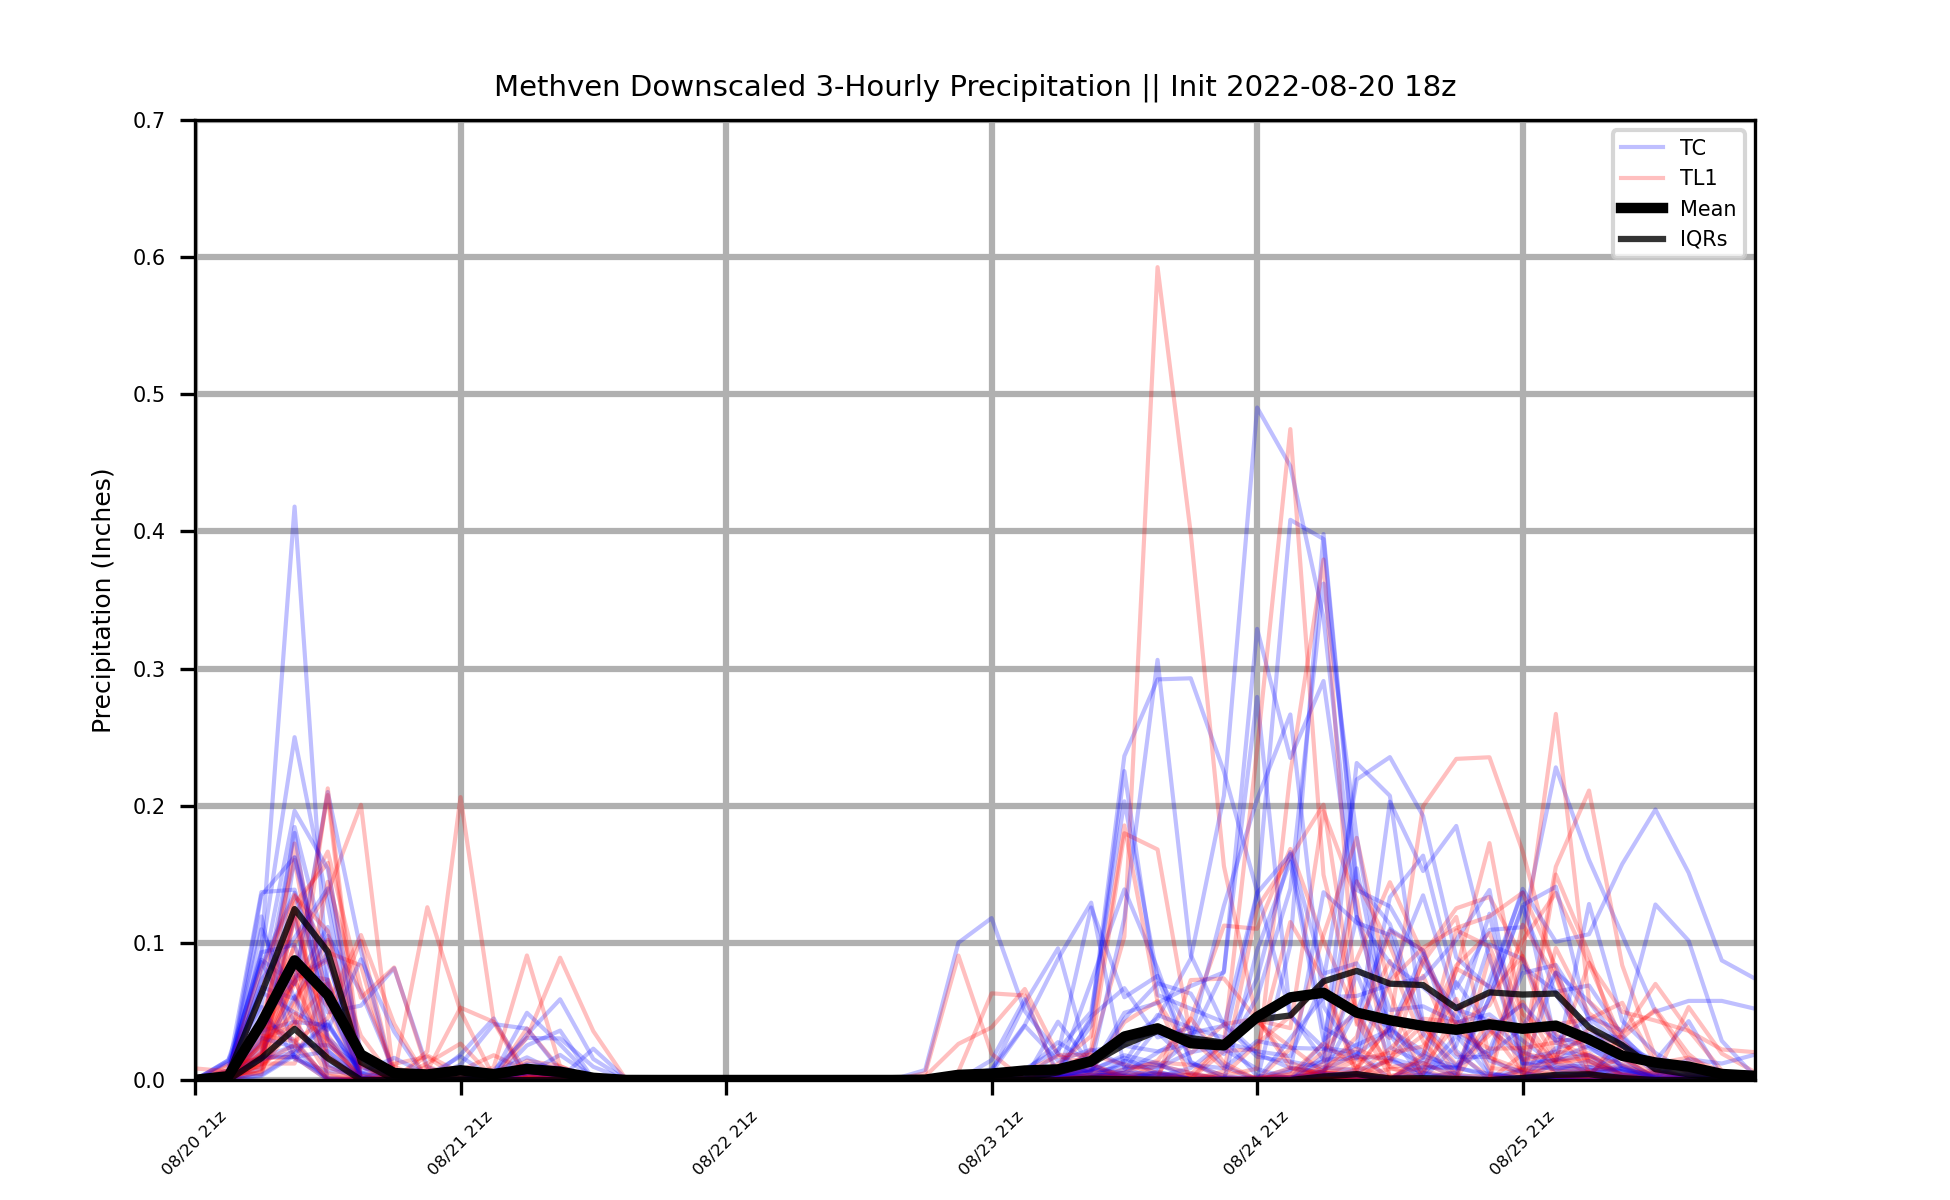 Methven Downscaled 3-Hourly Precipitation || Init 2022-08-20 18z
TC
TL1
Mean
IQRs
Precipitation (Inches)
0.7
0.6
0.5
0.4
0.3
0.2
0.1
0.0
08/20 21z
08/21 21z
08/22 21z
08/23 21z
08/24 21z
08/25 21z